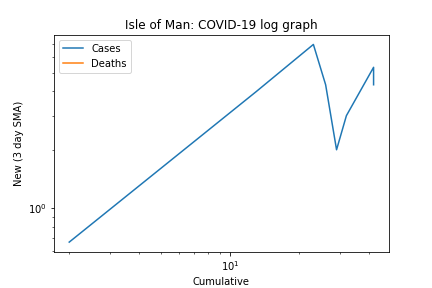 Isle of Man: COVID-19 log graph
Cases
Deaths
New (3 day SMA)
10⁰
10¹
Cumulative